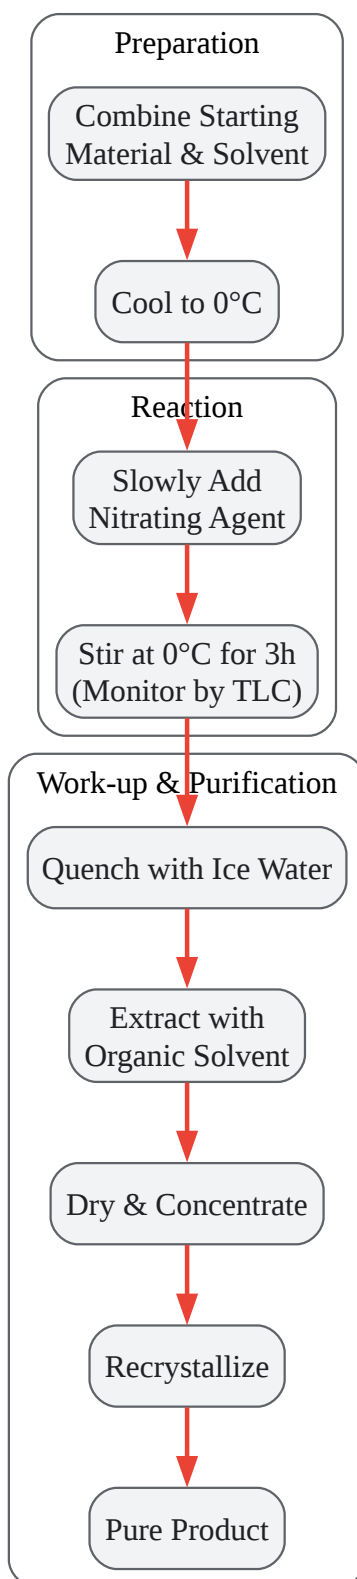 Preparation
Combine Starting
Material & Solvent
Cool to 0°C
Reaction
Slowly Add
Nitrating Agent
Stir at 0°C for 3h
(Monitor by TLC)
Work-up & Purification
Quench with Ice Water
Extract with
Organic Solvent
Dry & Concentrate
Recrystallize
Pure Product